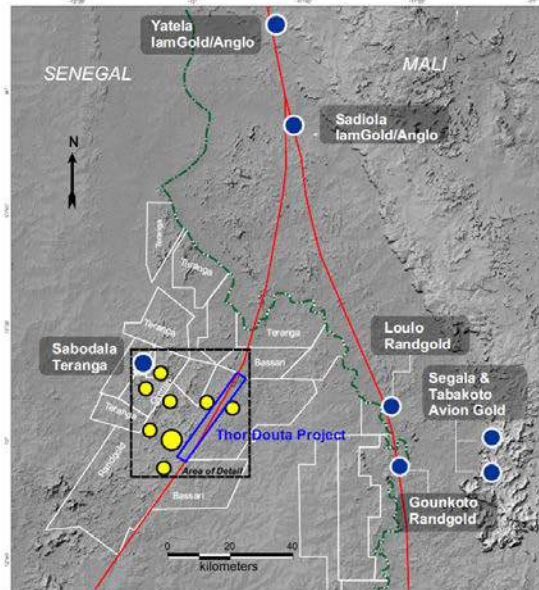 Yatela
IamGold/Anglo
SENEGAL
MALI
Sadiola
IamGold/Anglo
N
Teranga
Teranga
Teranga
Teranga
Loulo
Randgold
Sabodala
Teranga
Bassari
Segala &
Tabakoto
Avion Gold
Teranga
Thor Douta Project
Randgold
Area of Detail
Bassari
Gounkoto
Randgold
0 20 40
kilometers